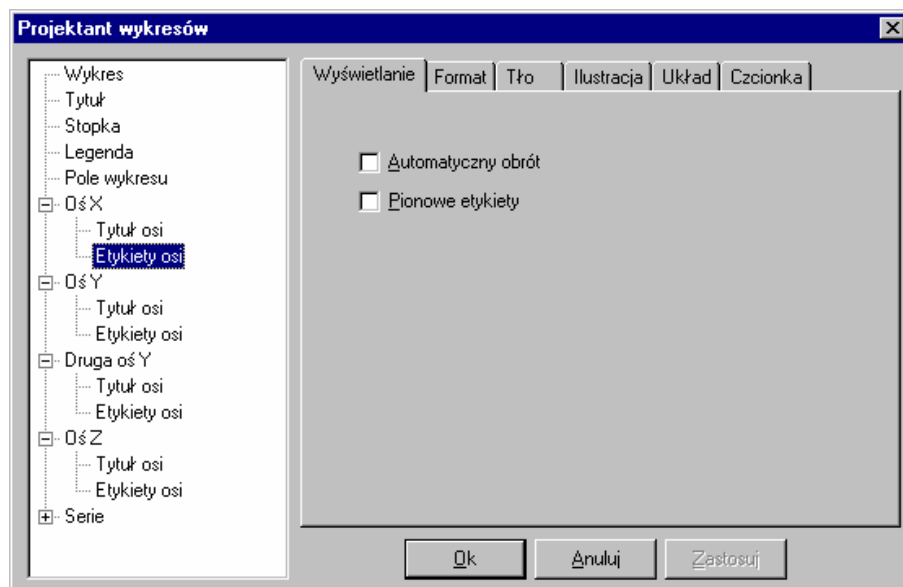 Projektant wykresów
Wykres
Tytuł
Stopka
Legenda
Pole wykresu
Oś X
Tytuł osi
Etykiety osi
Oś Y
Tytuł osi
Etykiety osi
Druga oś Y
Tytuł osi
Etykiety osi
Oś Z
Tytuł osi
Etykiety osi
Serie
Wyświetlanie Format Tło Ilustracja Układ Czcionka
Automatyczny obrót
Pionowe etykiety
Ok Anuluj Zastosuj